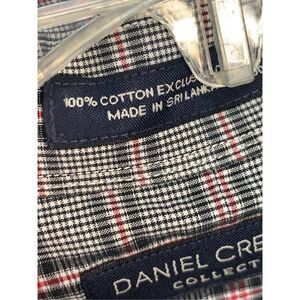 100% COTTON EXCLUS
MADE IN SRI LANKA
DANIEL CRE
COLLECT